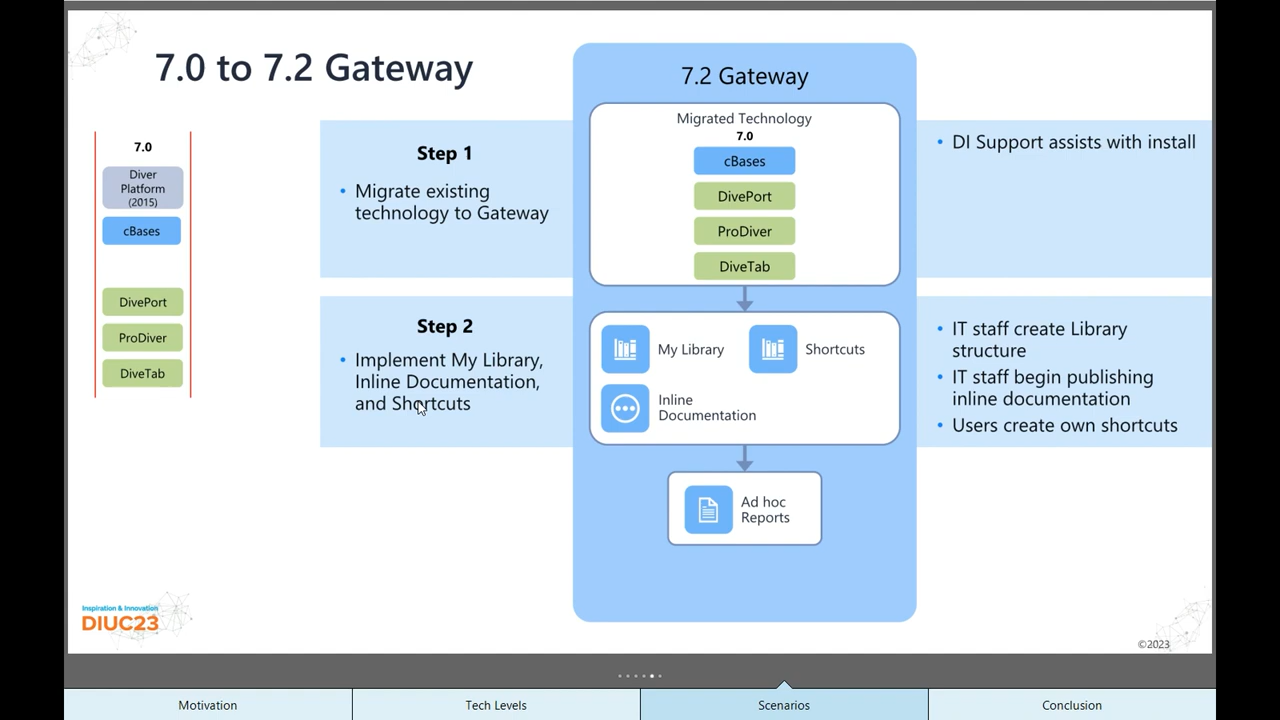 7.0 to 7.2 Gateway
7.0
Diver
Platform
(2015)
cBases
DivePort
ProDiver
DiveTab
Step 1
• Migrate existing
technology to Gateway
Step 2
• Implement My Library,
Inline Documentation,
and Shortcuts
7.2 Gateway
Migrated Technology
7.0
cBases
DivePort
ProDiver
DiveTab
My Library
Shortcuts
Inline
Documentation
Ad hoc
Reports
• DI Support assists with install
• IT staff create Library
structure
• IT staff begin publishing
inline documentation
• Users create own shortcuts
Inspiration & Innovation
DIUC23
©2023
Motivation
Tech Levels
Scenarios
Conclusion